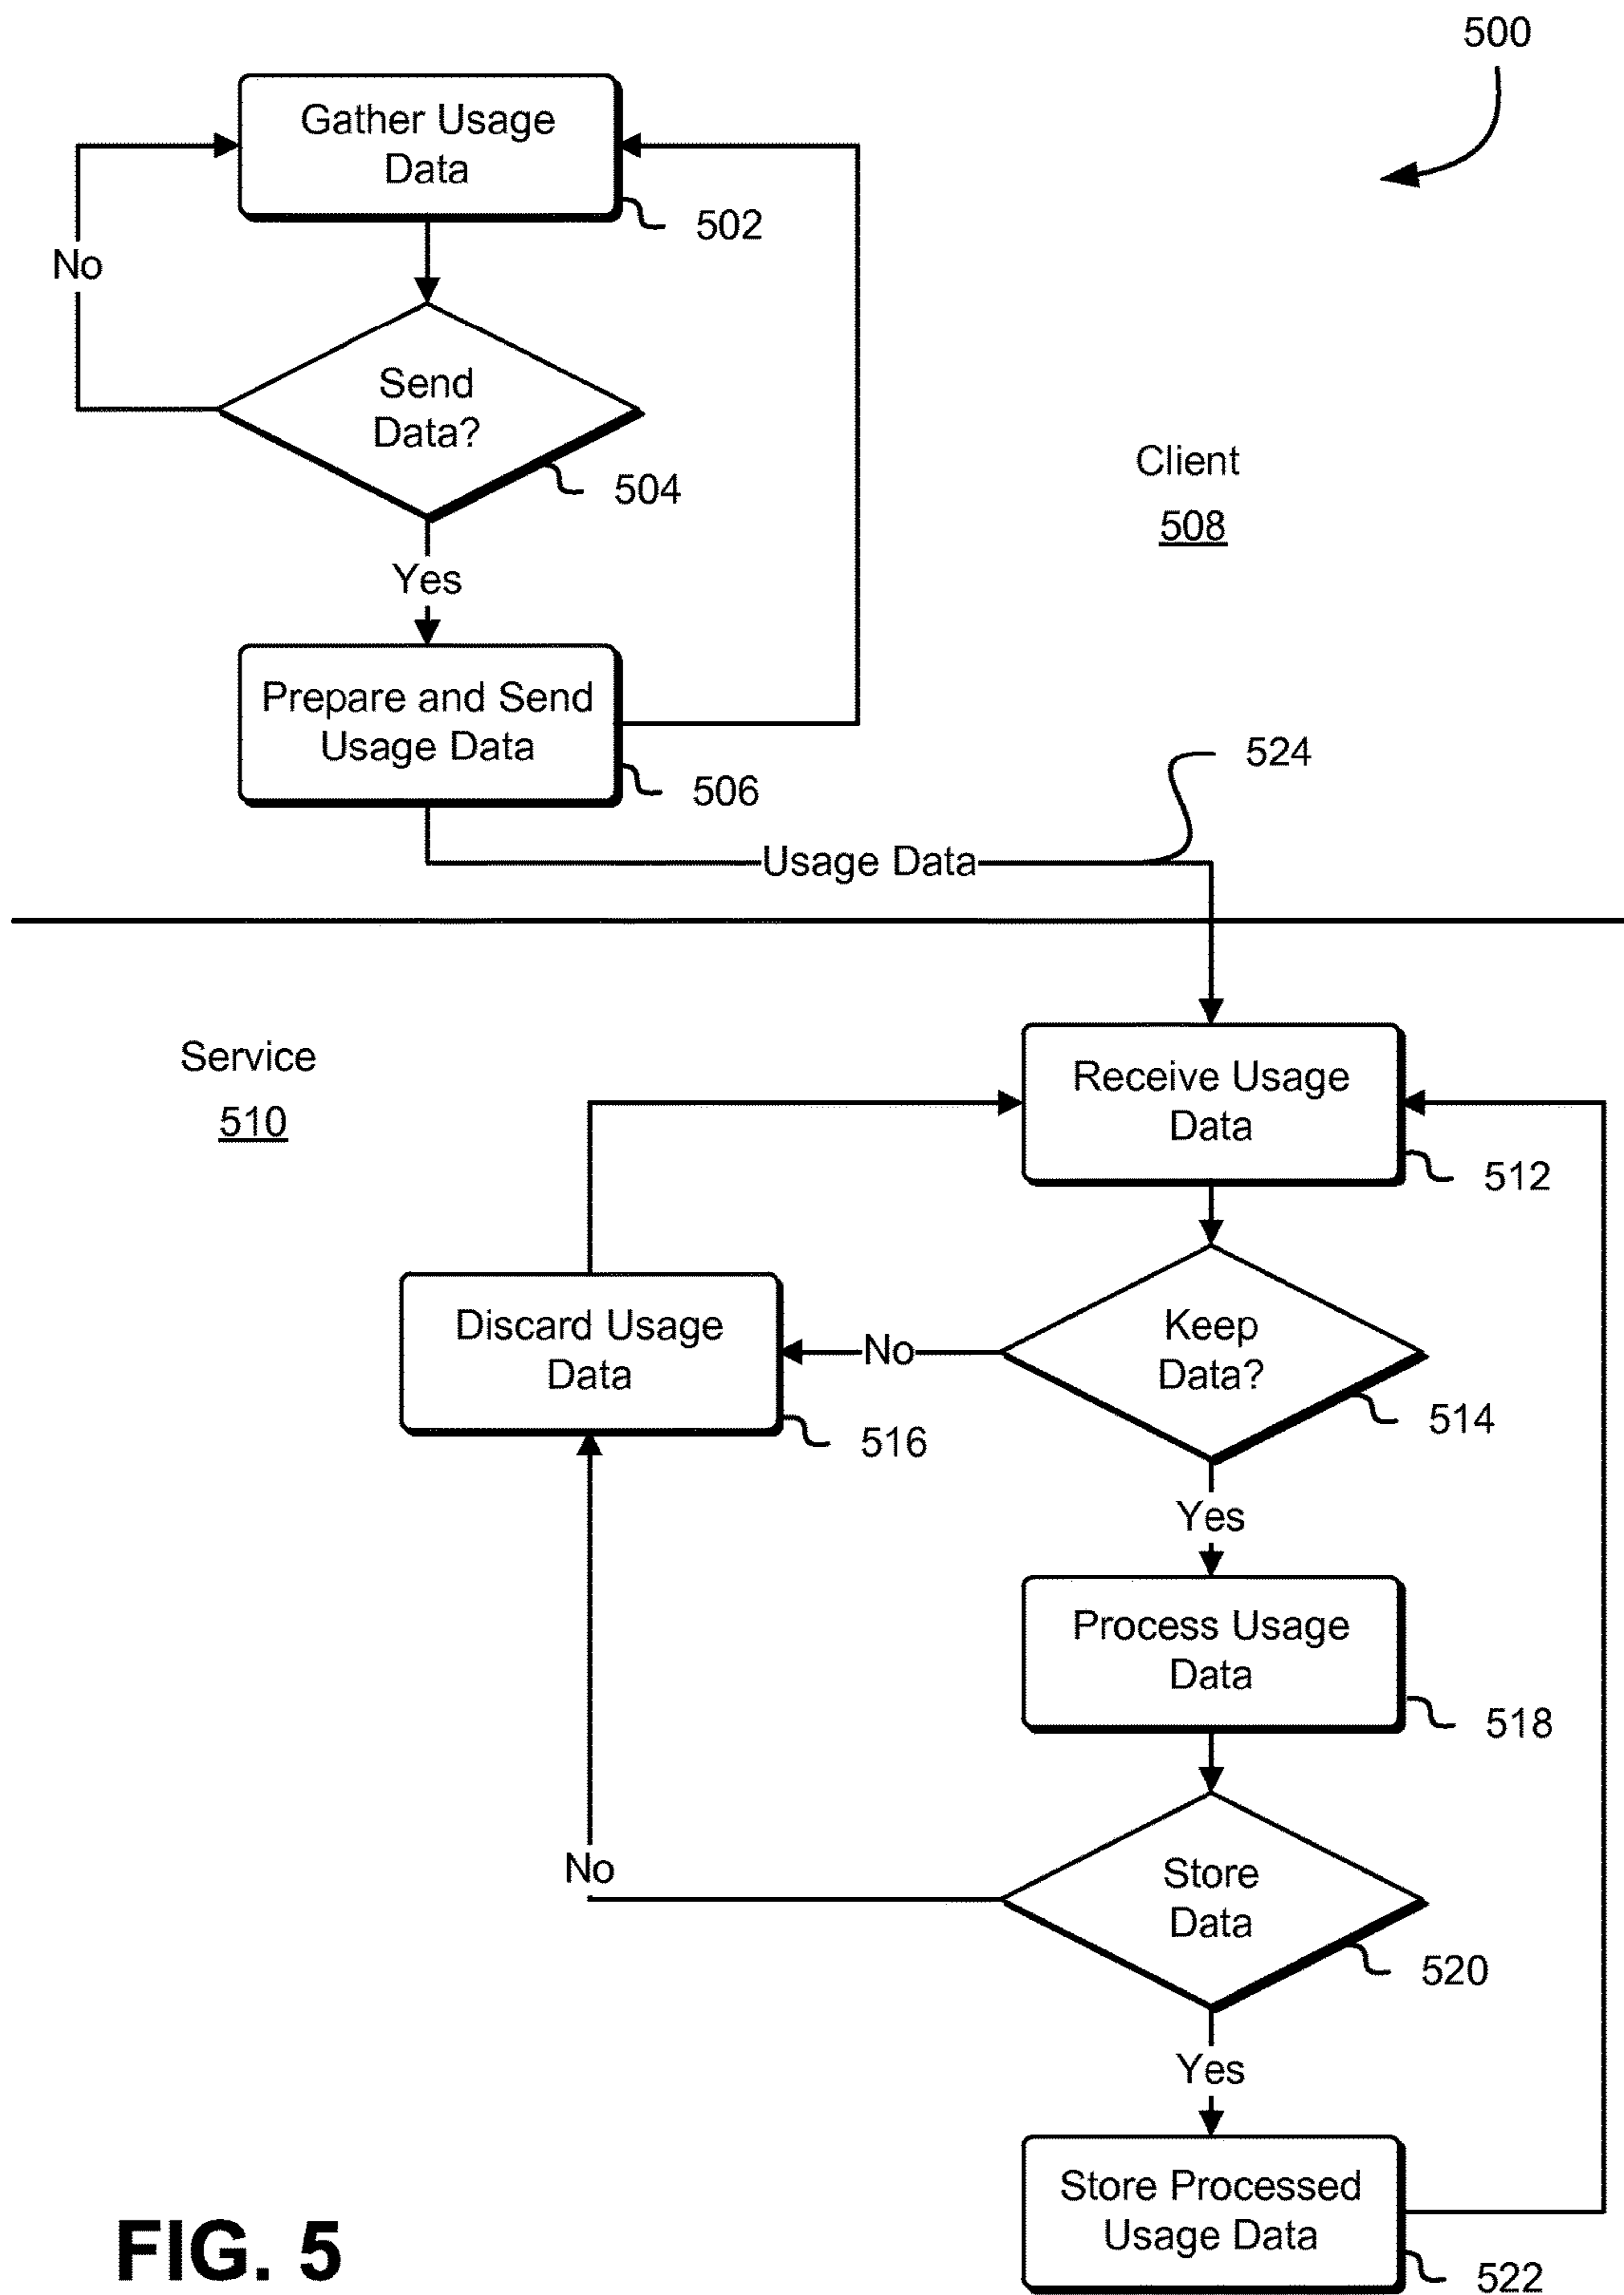 500
Gather Usage
Data
502
No
Send
Data?
504
Client
508
Yes
Prepare and Send
Usage Data
506
524
Usage Data
Service
510
Receive Usage
Data
512
Discard Usage
Data
516
No
Keep
Data?
514
Yes
Process Usage
Data
518
No
Store
Data
520
Yes
Store Processed
Usage Data
522
FIG. 5